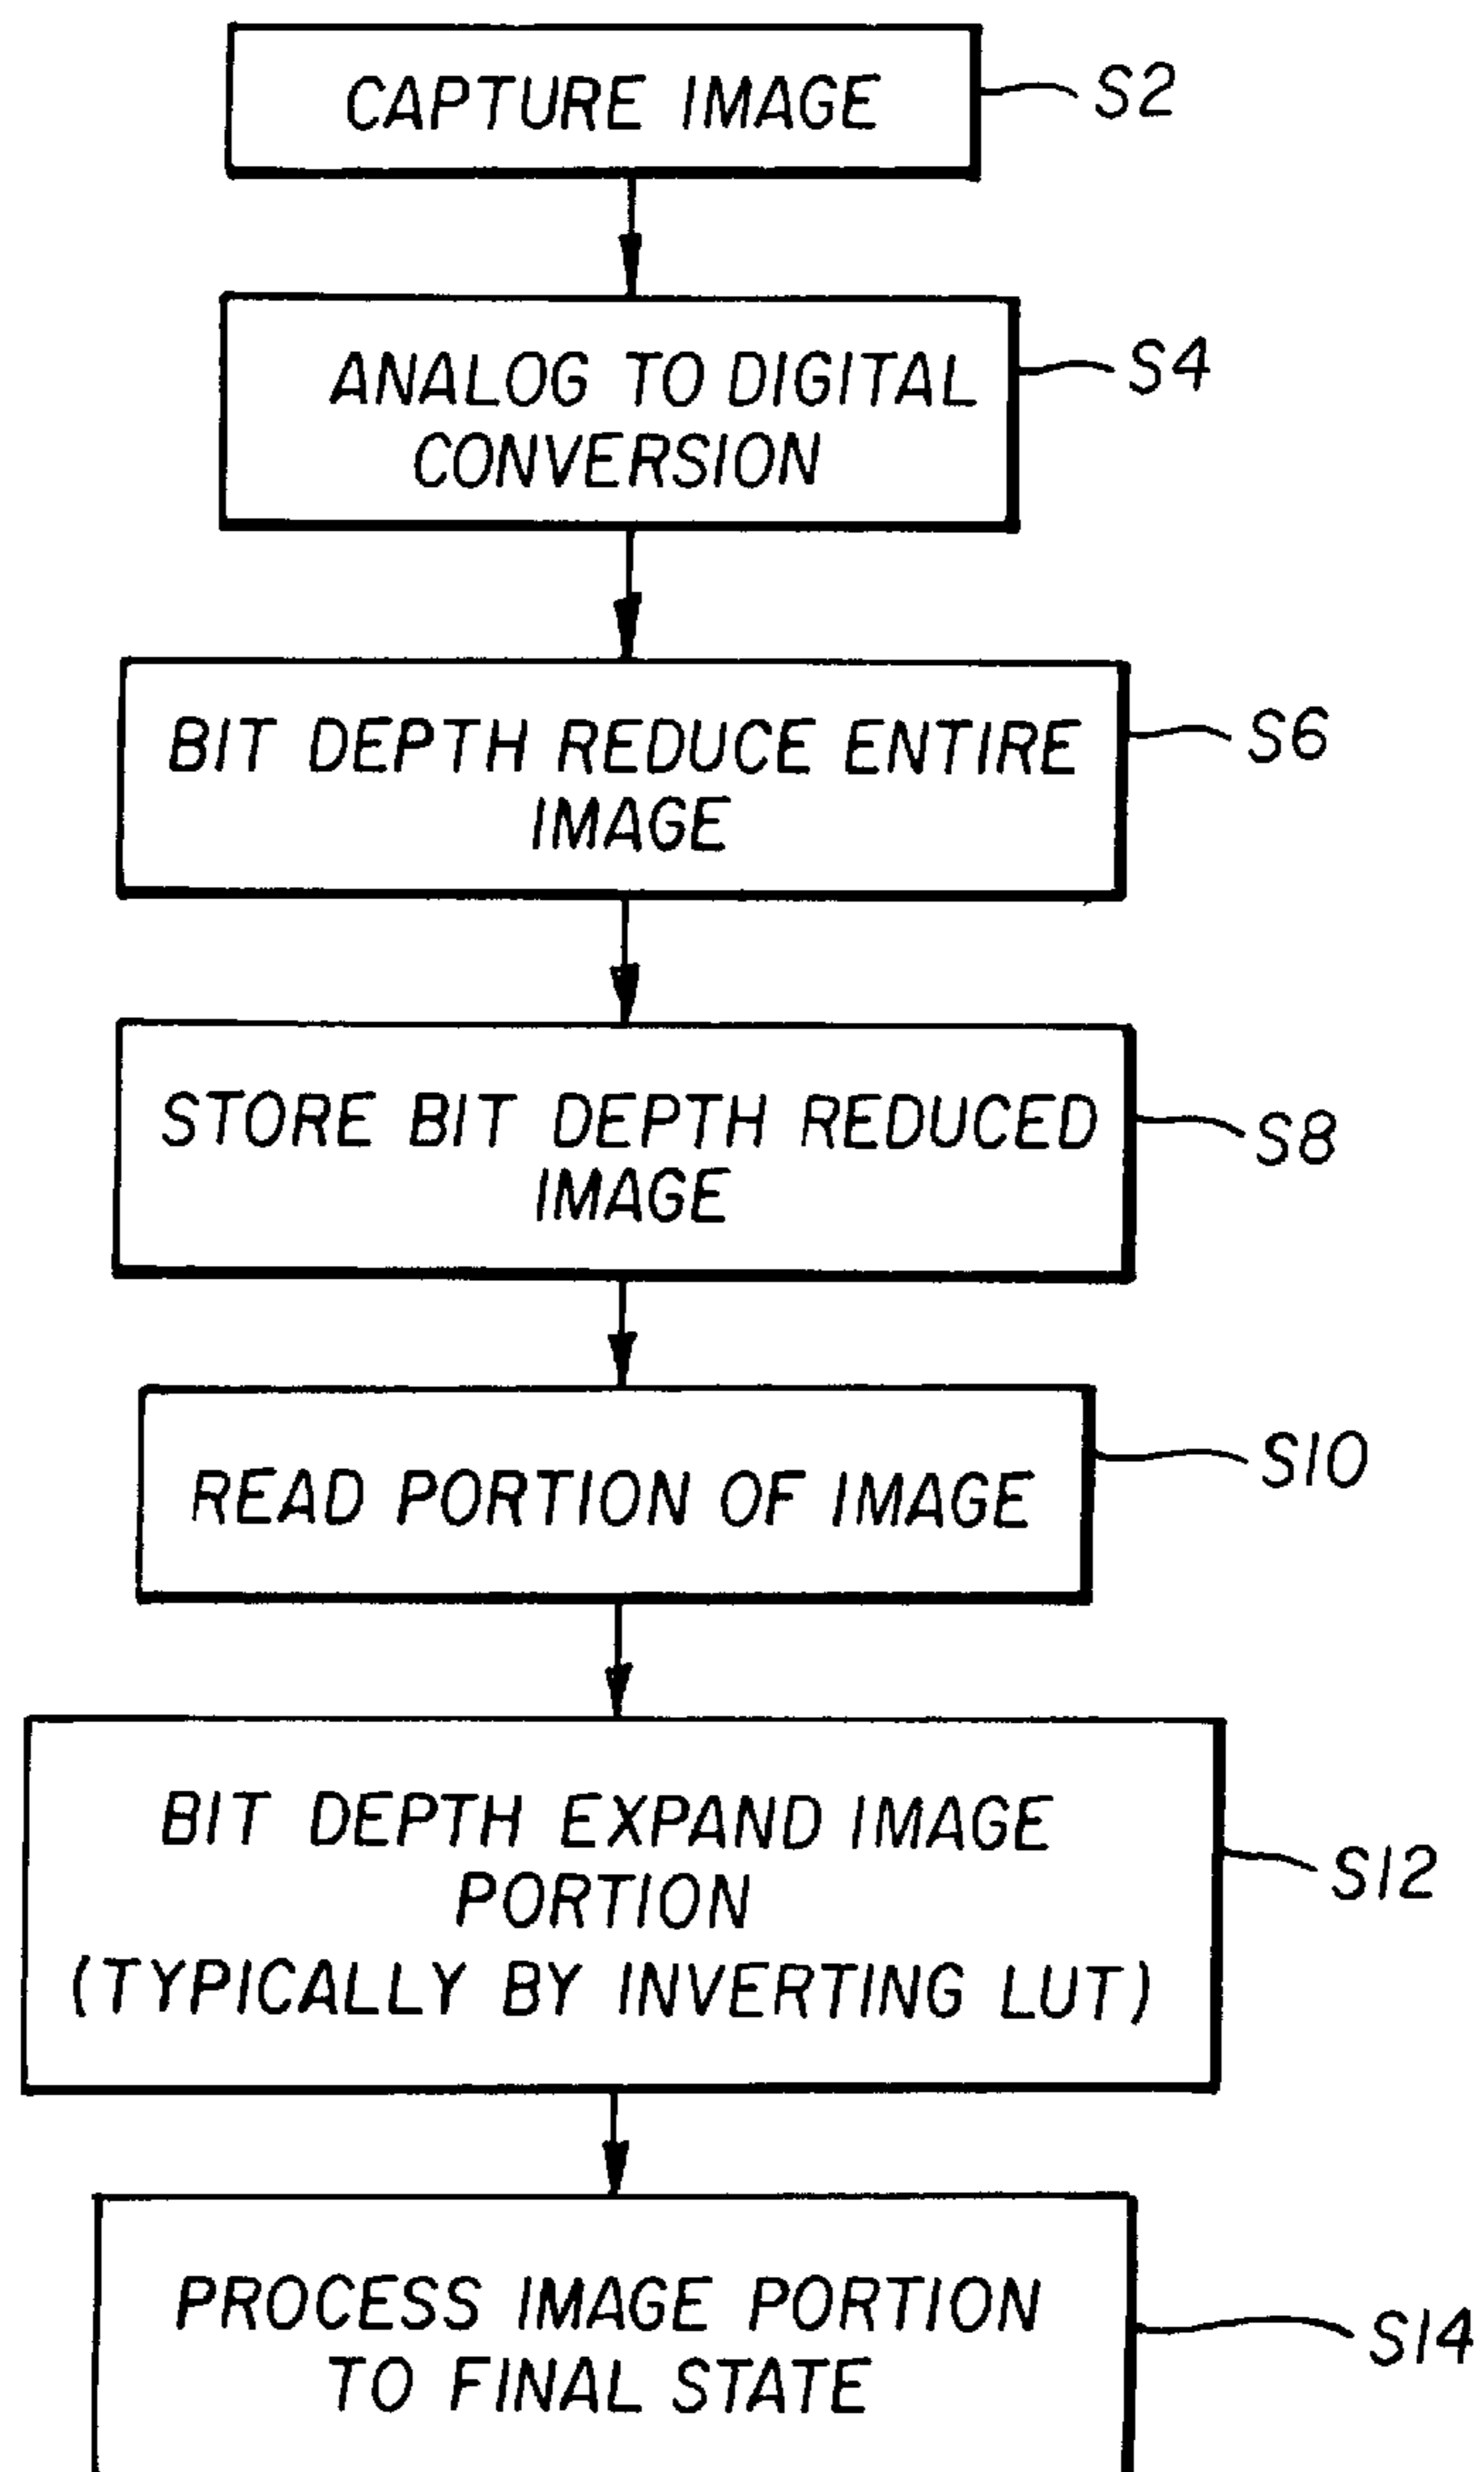 CAPTURE IMAGE
S2
ANALOG TO DIGITAL
CONVERSION
S4
BIT DEPTH REDUCE ENTIRE
IMAGE
S6
STORE BIT DEPTH REDUCED
IMAGE
S8
READ PORTION OF IMAGE
S10
BIT DEPTH EXPAND IMAGE
PORTION
(TYPICALLY BY INVERTING LUT)
S12
PROCESS IMAGE PORTION
TO FINAL STATE
S14